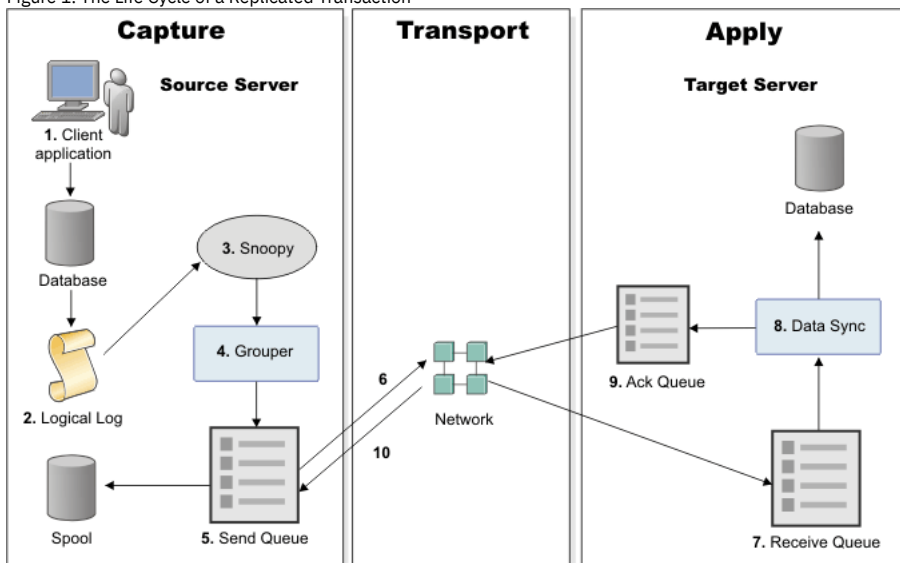 Figure 1. The Life Cycle of a Replicated Transaction
Capture
Source Server
1. Client
application
Database
2. Logical Log
3. Snoopy
4. Grouper
5. Send Queue
Spool
Transport
6
Network
10
Apply
Target Server
Database
8. Data Sync
9. Ack Queue
7. Receive Queue